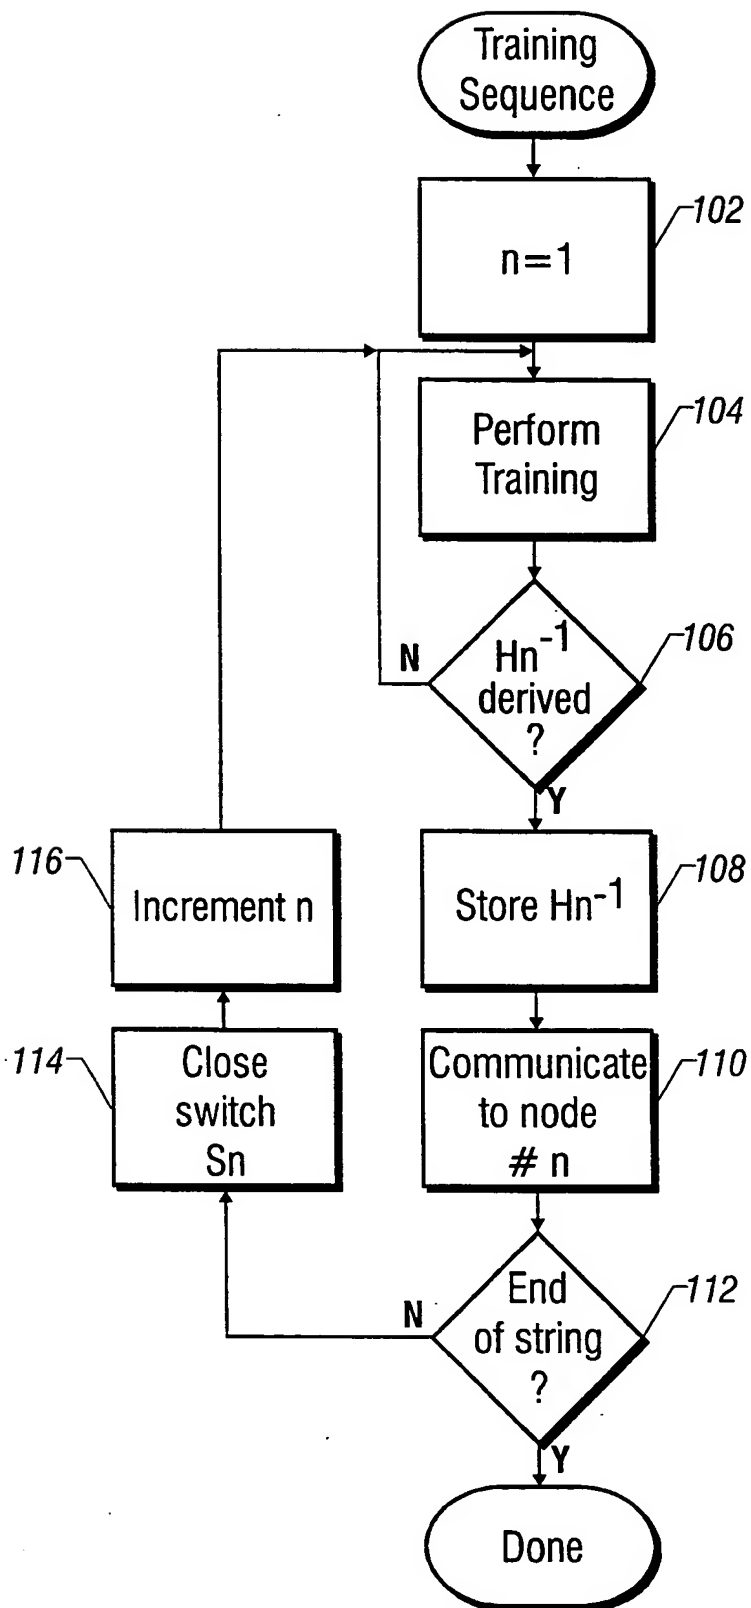 Training
Sequence
102
n=1
104
Perform
Training
106
N
Hn⁻¹
derived
?
Y
116
Increment n
108
Store Hn⁻¹
114
Close
switch
Sn
110
Communicate
to node
# n
112
N
End
of string
?
Y
Done